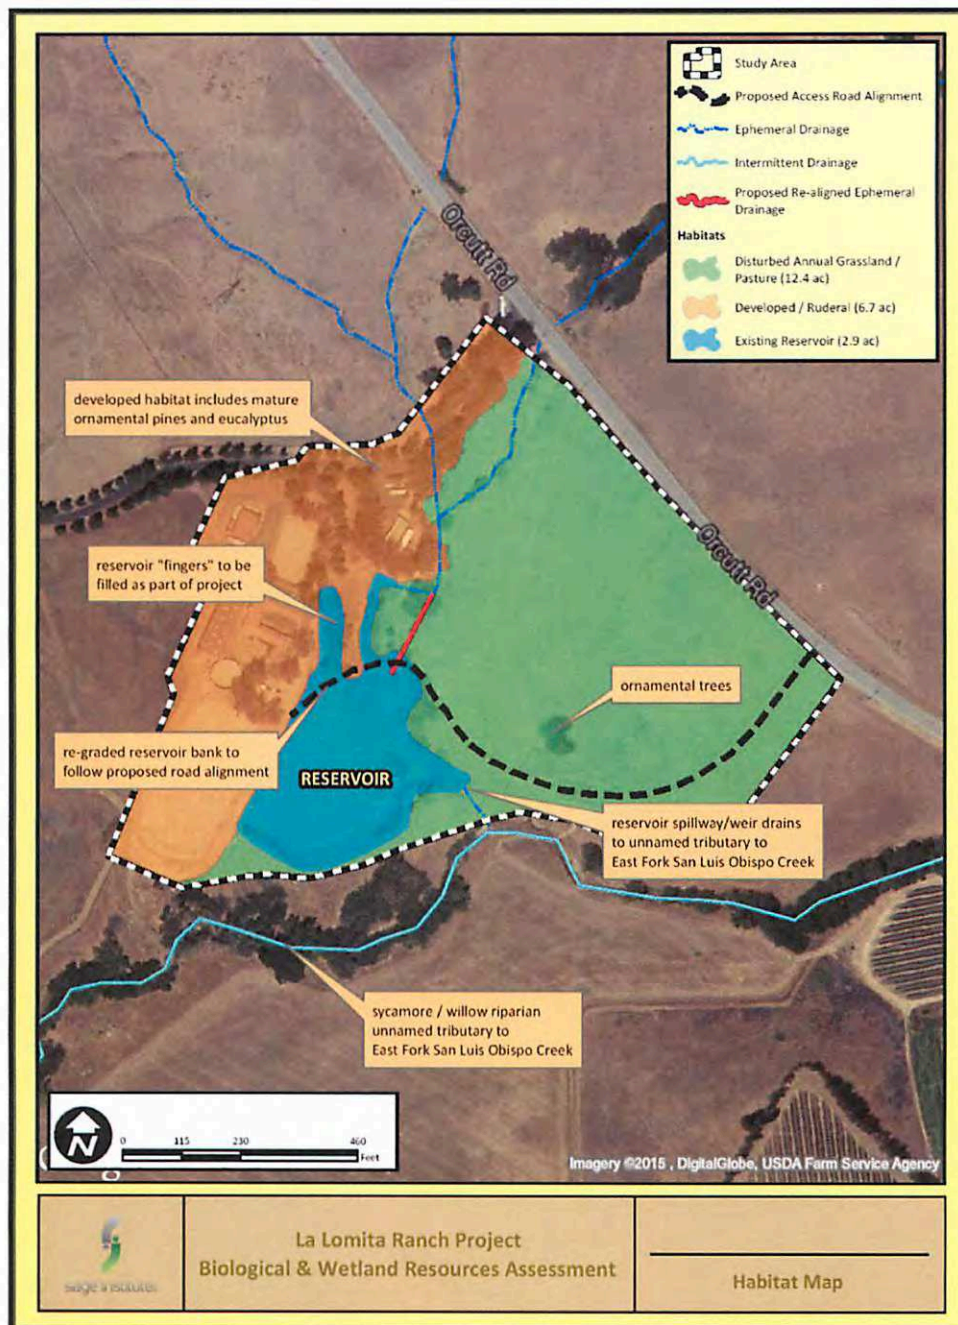 Study Area
Proposed Access Road Alignment
Ephemeral Drainage
Intermittent Drainage
Proposed Re-aligned Ephemeral
Drainage
Habitats
Disturbed Annual Grassland /
Pasture (12.4 ac)
Developed / Ruderal (6.7 ac)
Existing Reservoir (2.9 ac)
Orcutt Rd
developed habitat includes mature
ornamental pines and eucalyptus
reservoir "fingers" to be
filled as part of project
Orcutt Rd
ornamental trees
re-graded reservoir bank to
follow proposed road alignment
RESERVOIR
reservoir spillway/weir drains
to unnamed tributary to
East Fork San Luis Obispo Creek
sycamore / willow riparian
unnamed tributary to
East Fork San Luis Obispo Creek
N
0 115 230 460
Feet
Imagery ©2015 , DigitalGlobe, USDA Farm Service Agency
La Lomita Ranch Project
Biological & Wetland Resources Assessment
Habitat Map